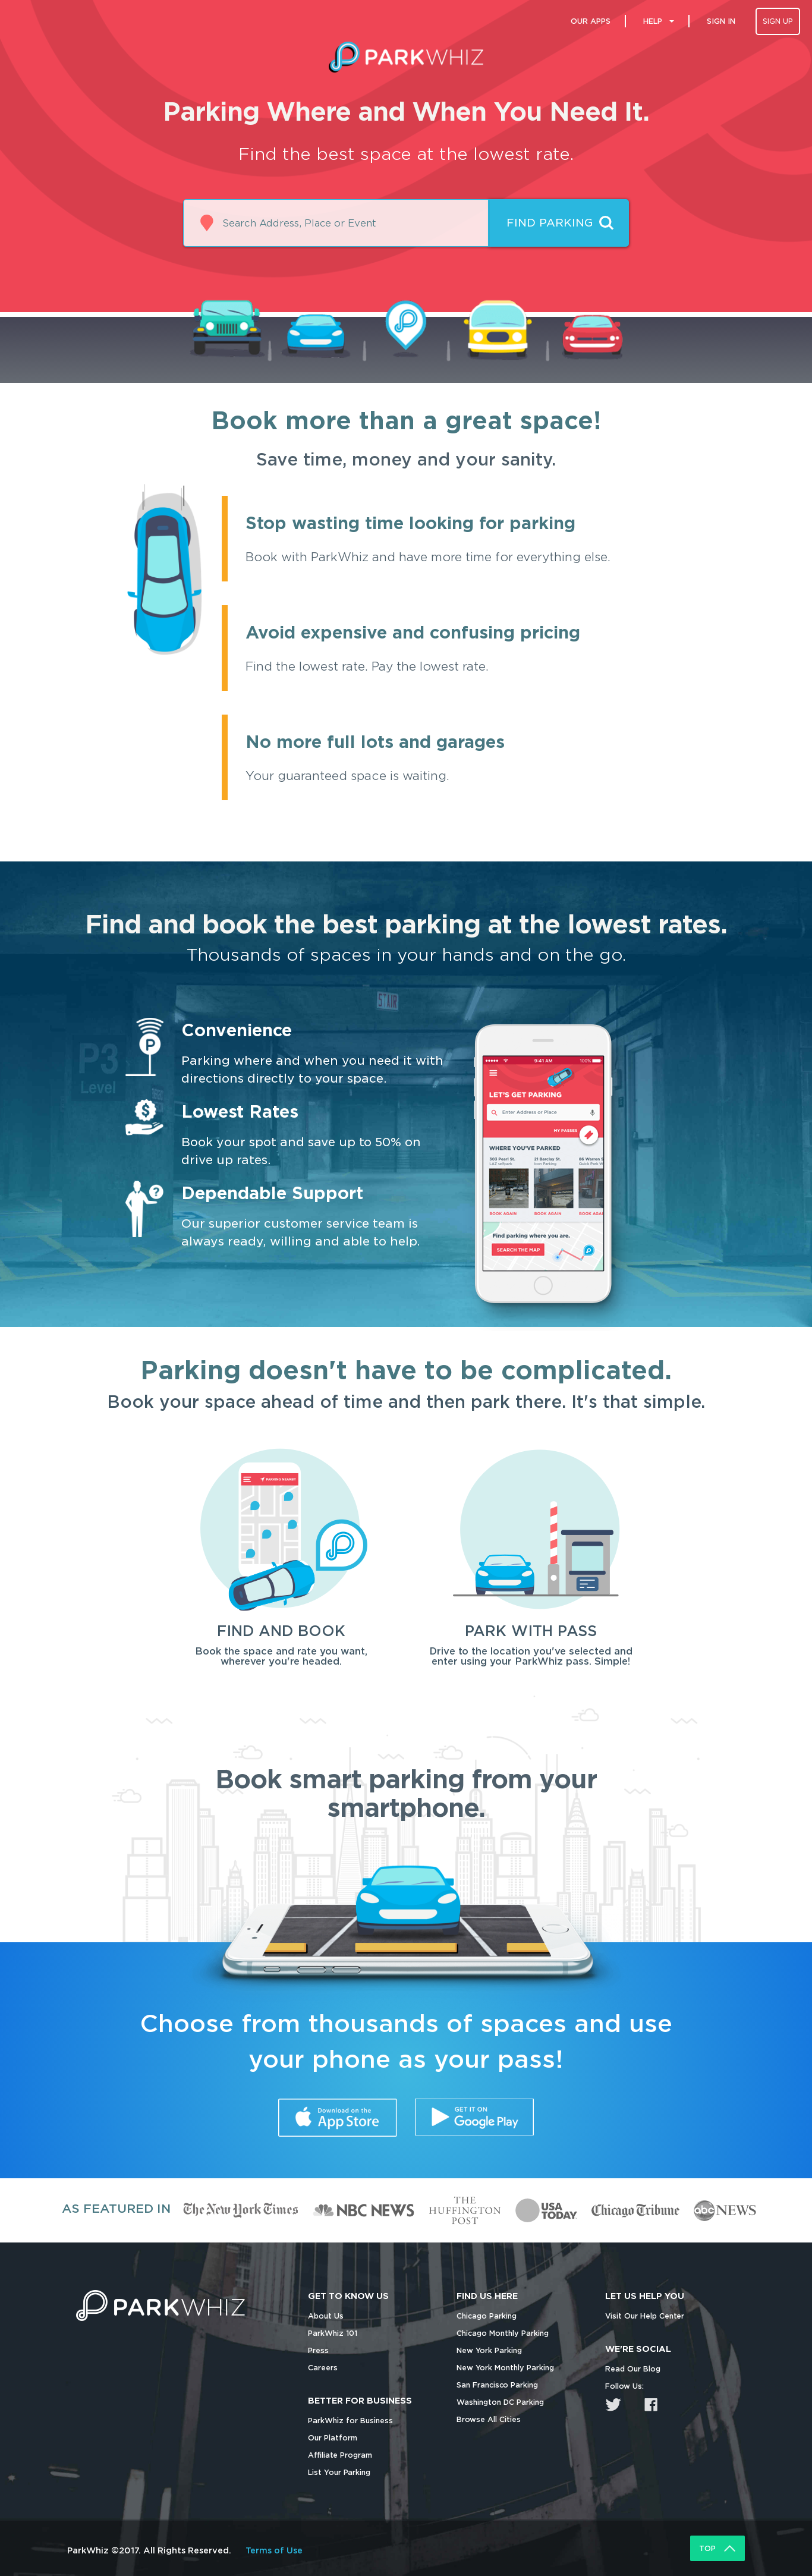 OUR APPS
HELP
SIGN IN
SIGN UP
PARKWHIZ
Parking Where and When You Need It.
Find the best space at the lowest rate.
Search Address, Place or Event
FIND PARKING
Book more than a great space!
Save time, money and your sanity.
Stop wasting time looking for parking
Book with ParkWhiz and have more time for everything else.
Avoid expensive and confusing pricing
Find the lowest rate. Pay the lowest rate.
No more full lots and garages
Your guaranteed space is waiting.
Find and book the best parking at the lowest rates.
Thousands of spaces in your hands and on the go.
STOP
P3
Level
Convenience
Parking where and when you need it with
directions directly to your space.
Lowest Rates
Book your spot and save up to 50% on
drive up rates.
Dependable Support
Our superior customer service team is
always ready, willing and able to help.
9:41 AM
100%
LET'S GET PARKING
Enter Address or Place
MY PASSES
WHERE YOU'VE PARKED
303 Pearl St.
21 Barclay St.
66 Warren S
Icon Parking
Quick Park W
BOOK AGAIN
BOOK AGAIN
BOOK AGAI
Find parking where you are.
SEARCH THE MAP
Parking doesn't have to be complicated.
Book your space ahead of time and then park there. It's that simple.
PARKING NEARBY
FIND AND BOOK
Book the space and rate you want,
wherever you're headed.
PARK WITH PASS
Drive to the location you've selected and
enter using your ParkWhiz pass. Simple!
Book smart parking from your
smartphone.
Choose from thousands of spaces and use
your phone as your pass!
Download on the
App Store
GET IT ON
Google Play
AS FEATURED IN
The New York Times
NBC NEWS
THE
HUFFINGTON
POST
USA
TODAY
Chicago Tribune
abc NEWS
PARKWHIZ
GET TO KNOW US
About Us
ParkWhiz 101
Press
Careers
BETTER FOR BUSINESS
ParkWhiz for Business
Our Platform
Affiliate Program
List Your Parking
FIND US HERE
Chicago Parking
Chicago Monthly Parking
New York Parking
New York Monthly Parking
San Francisco Parking
Washington DC Parking
Browse All Cities
LET US HELP YOU
Visit Our Help Center
WE'RE SOCIAL
Read Our Blog
Follow Us:
ParkWhiz ©2017. All Rights Reserved.
Terms of Use
TOP